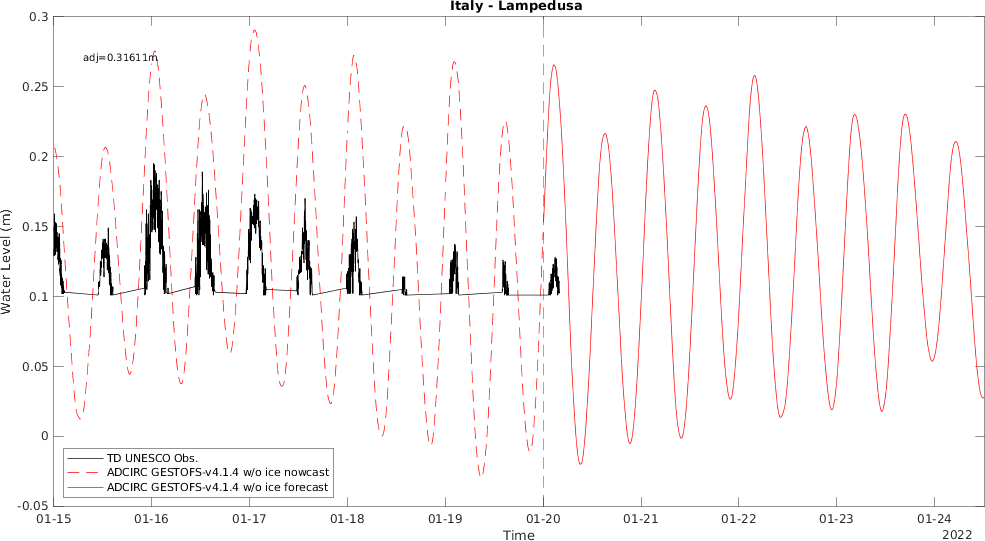 Italy - Lampedusa
adj=0.31611m
Water Level (m)
0.3
0.25
0.2
0.15
0.1
0.05
0
-0.05
TD UNESCO Obs.
ADCIRC GESTOFS-v4.1.4 w/o ice nowcast
ADCIRC GESTOFS-v4.1.4 w/o ice forecast
01-15 01-16 01-17 01-18 01-19 01-20 01-21 01-22 01-23 01-24
Time
2022